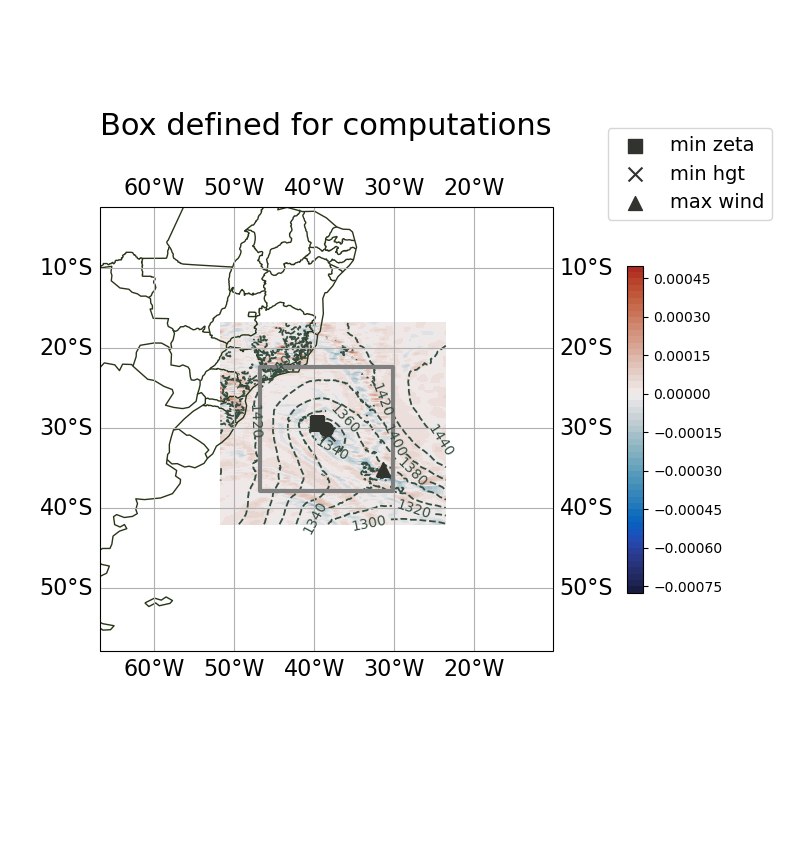 Box defined for computations
min zeta
min hgt
max wind
60°W 50°W 40°W 30°W 20°W
10°S 10°S
20°S 20°S
30°S 30°S
40°S 40°S
50°S 50°S
60°W 50°W 40°W 30°W 20°W
1420
1360
1340
1420
1400
1380
1440
1340
1300
1320
0.00045
0.00030
0.00015
0.00000
−0.00015
−0.00030
−0.00045
−0.00060
−0.00075